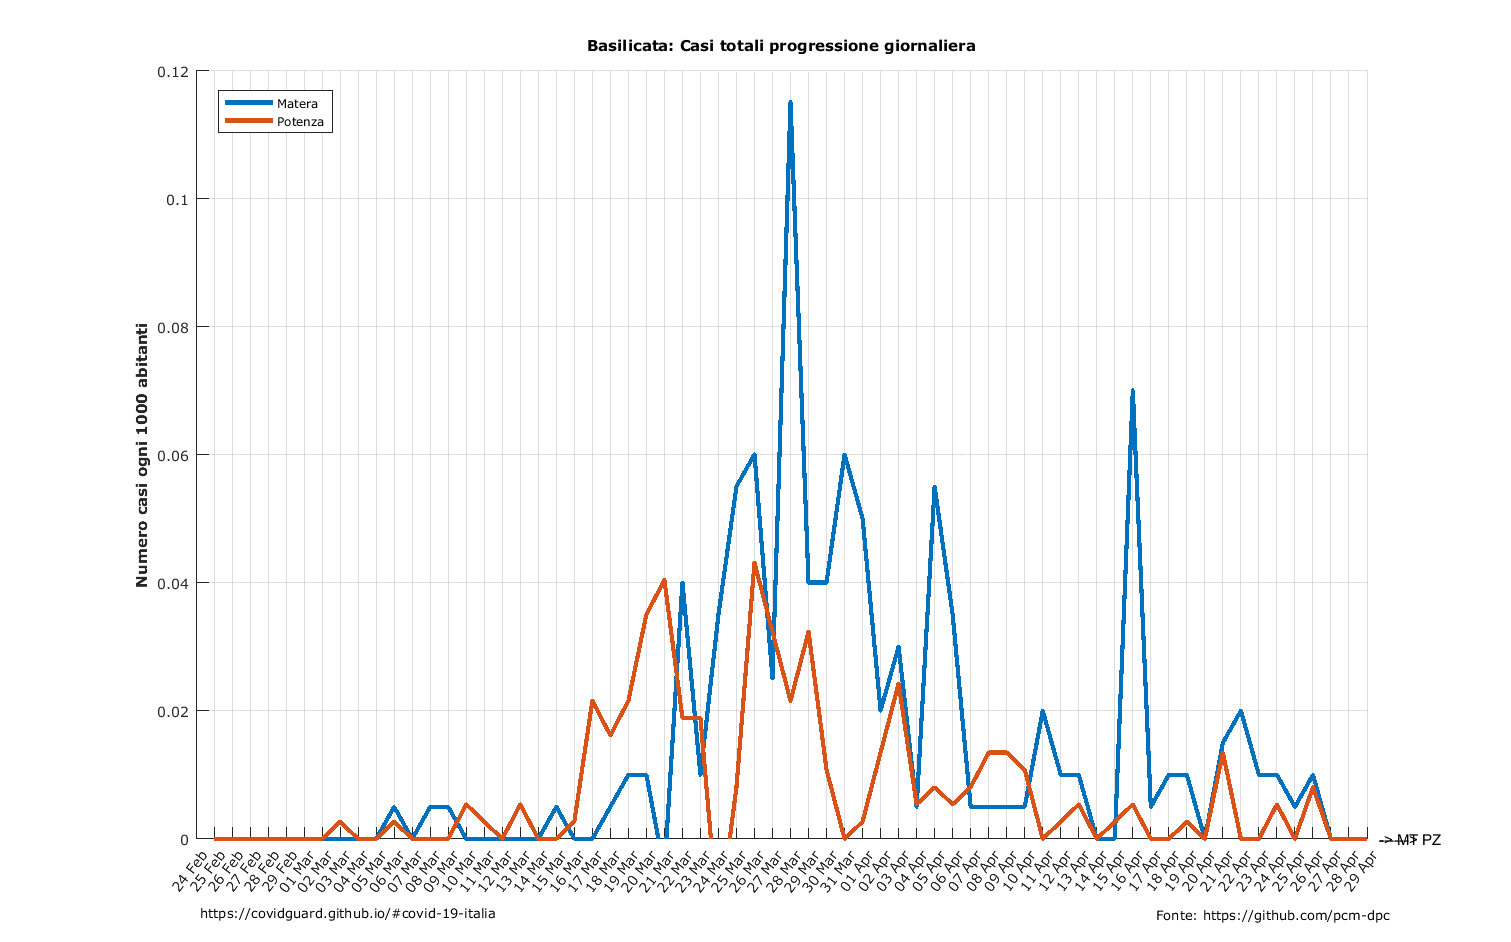 Basilicata: Casi totali progressione giornaliera
Matera
Potenza
Numero casi ogni 1000 abitanti
0.12
0.1
0.08
0.06
0.04
0.02
0
24 Feb
25 Feb
26 Feb
27 Feb
28 Feb
29 Feb
01 Mar
02 Mar
03 Mar
04 Mar
05 Mar
06 Mar
07 Mar
08 Mar
09 Mar
10 Mar
11 Mar
12 Mar
13 Mar
14 Mar
15 Mar
16 Mar
17 Mar
18 Mar
19 Mar
20 Mar
21 Mar
22 Mar
23 Mar
24 Mar
25 Mar
26 Mar
27 Mar
28 Mar
29 Mar
30 Mar
31 Mar
01 Apr
02 Apr
03 Apr
04 Apr
05 Apr
06 Apr
07 Apr
08 Apr
09 Apr
10 Apr
11 Apr
12 Apr
13 Apr
14 Apr
15 Apr
16 Apr
17 Apr
18 Apr
19 Apr
20 Apr
21 Apr
22 Apr
23 Apr
24 Apr
25 Apr
26 Apr
27 Apr
28 Apr
29 Apr
-> MT PZ
https://covidguard.github.io/#covid-19-italia
Fonte: https://github.com/pcm-dpc